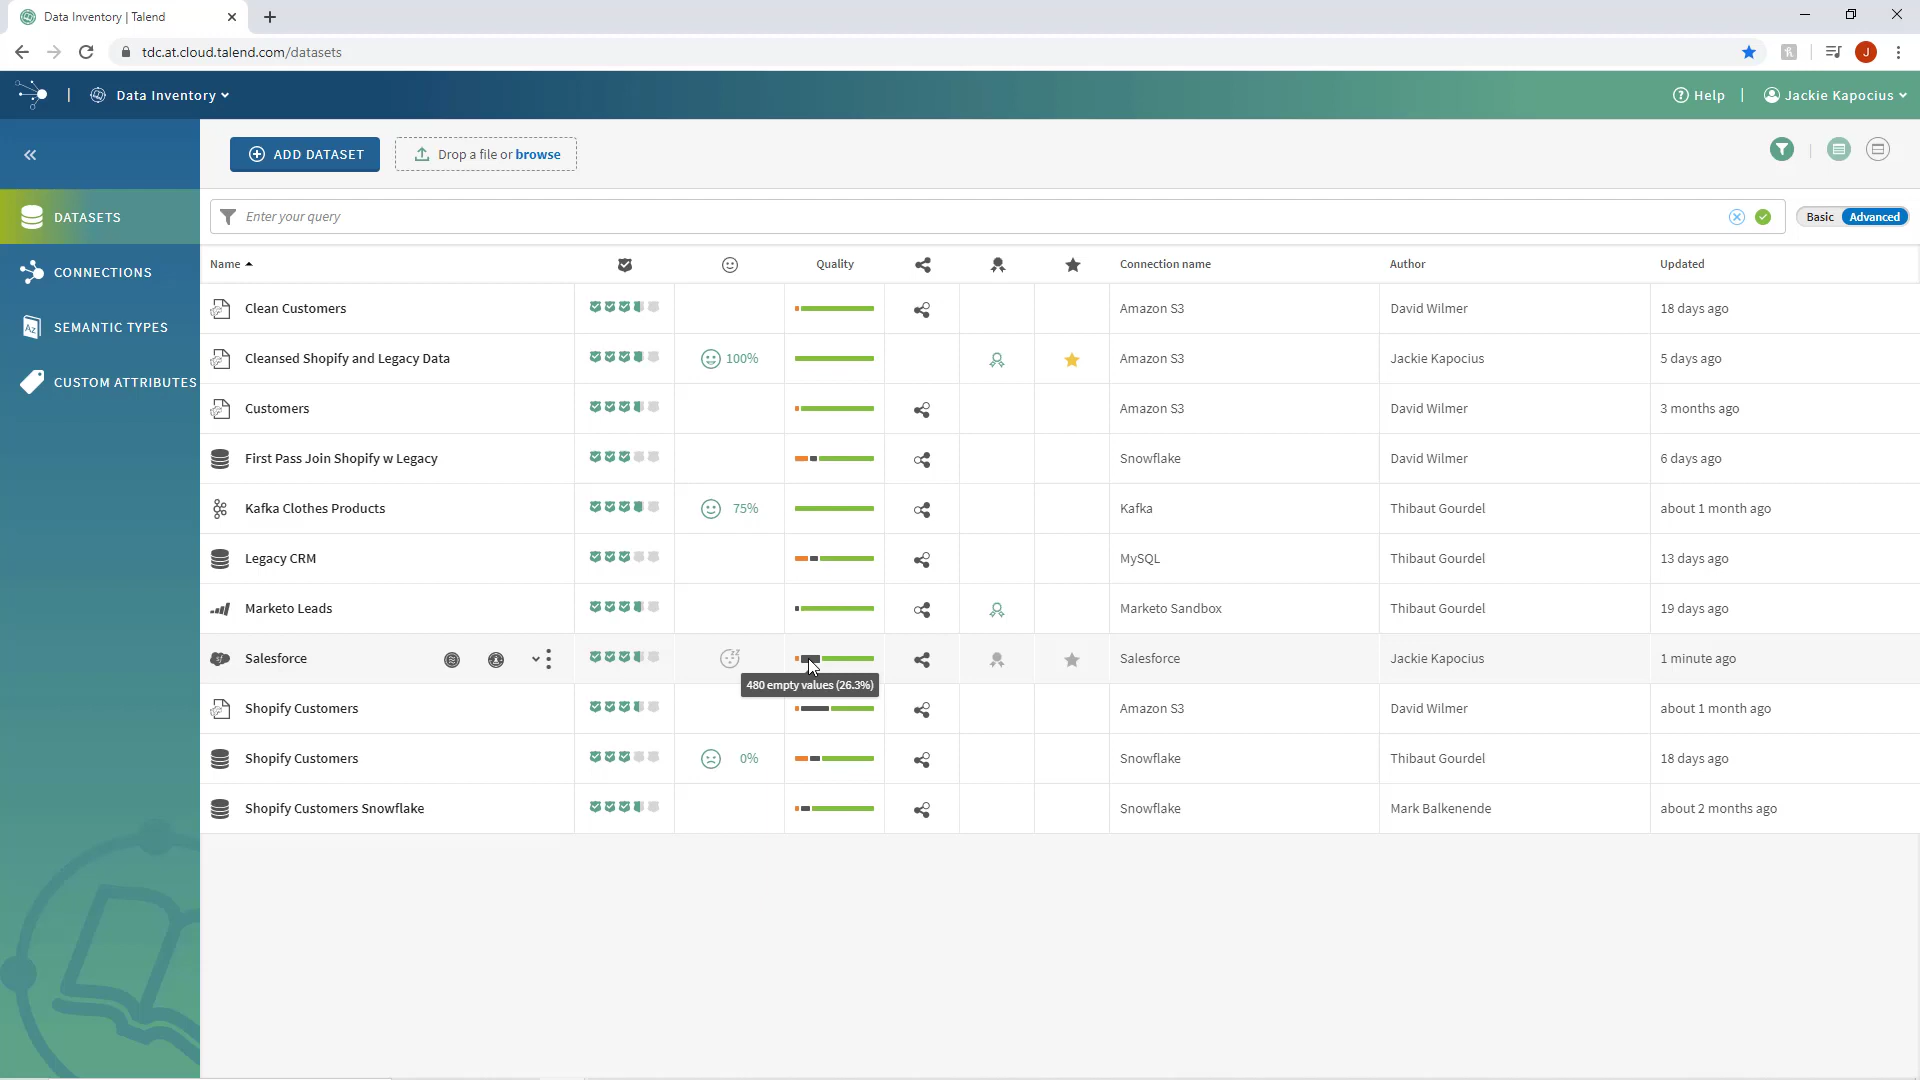 Data Inventory | Talend
tdc.at.cloud.talend.com/datasets
J
| Data Inventory
Help | Jackie Kapocius
ADD DATASET
Drop a file or browse
DATASETS
CONNECTIONS
SEMANTIC TYPES
CUSTOM ATTRIBUTES
Enter your query
Basic Advanced
Name Quality Connection name Author Updated
Clean Customers Amazon S3 David Wilmer 18 days ago
Cleansed Shopify and Legacy Data 100% Amazon S3 Jackie Kapocius 5 days ago
Customers Amazon S3 David Wilmer 3 months ago
First Pass Join Shopify w Legacy Snowflake David Wilmer 6 days ago
Kafka Clothes Products 75% Kafka Thibaut Gourdel about 1 month ago
Legacy CRM MySQL Thibaut Gourdel 13 days ago
Marketo Leads Marketo Sandbox Thibaut Gourdel 19 days ago
Salesforce Salesforce Jackie Kapocius 1 minute ago
480 empty values (26.3%)
Shopify Customers Amazon S3 David Wilmer about 1 month ago
Shopify Customers 0% Snowflake Thibaut Gourdel 18 days ago
Shopify Customers Snowflake Snowflake Mark Balkenende about 2 months ago